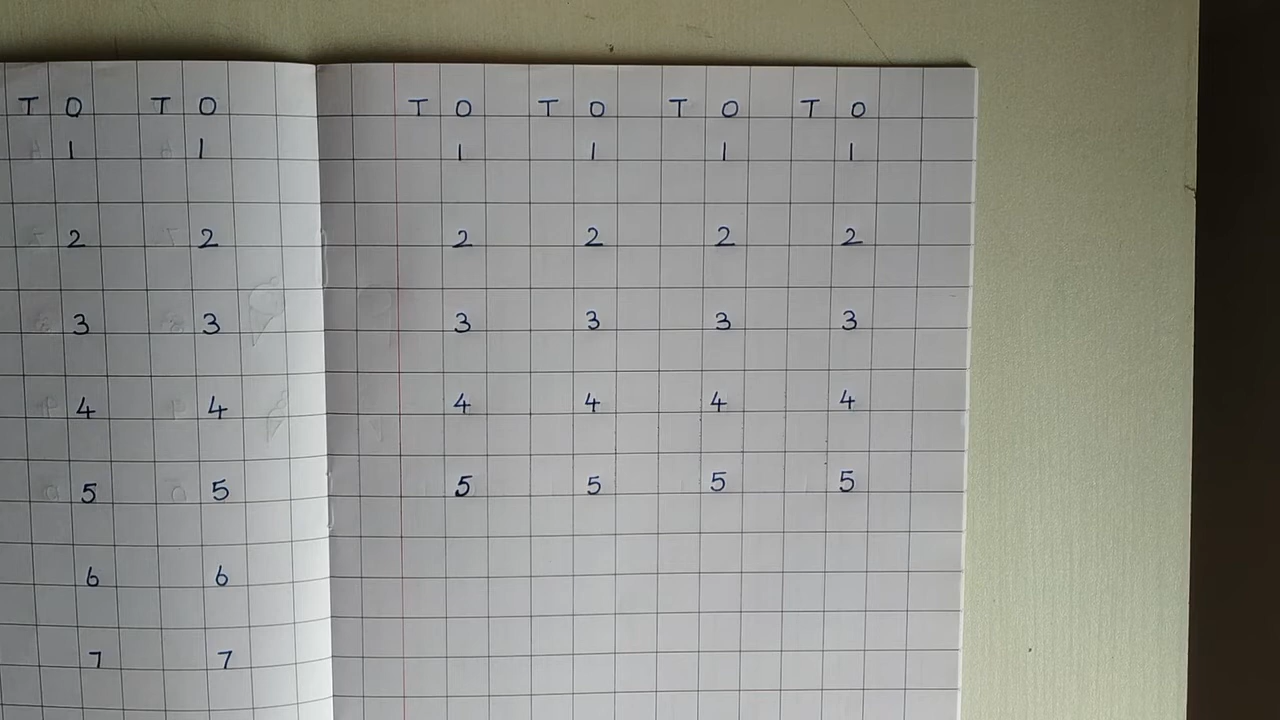 T O T O
1 1
2 2
3 3
4 4
5 5
6 6
7 7
T O T O T O T O
1 1 1 1
2 2 2 2
3 3 3 3
4 4 4 4
5 5 5 5